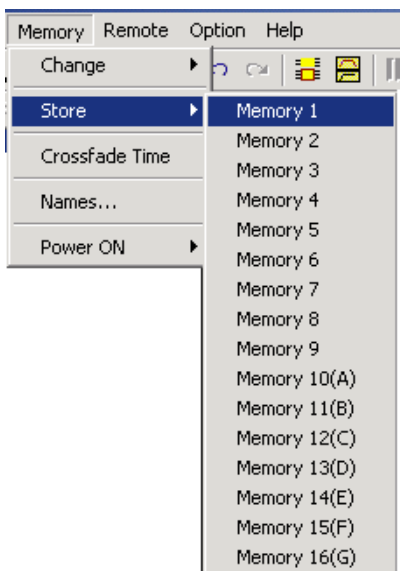 Memory Remote Option Help
Change
Store
Crossfade Time
Names...
Power ON
Memory 1
Memory 2
Memory 3
Memory 4
Memory 5
Memory 6
Memory 7
Memory 8
Memory 9
Memory 10(A)
Memory 11(B)
Memory 12(C)
Memory 13(D)
Memory 14(E)
Memory 15(F)
Memory 16(G)